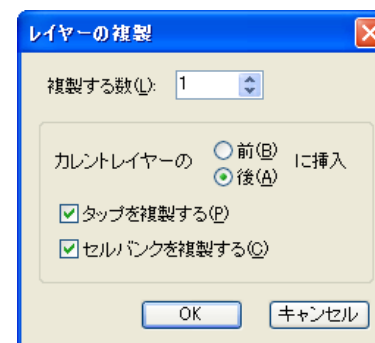 レイヤーの複製
複製する数(L): 1
カレントレイヤーの 前(B) に挿入
後(A)
タップを複製する(P)
セルバンクを複製する(C)
OK キャンセル